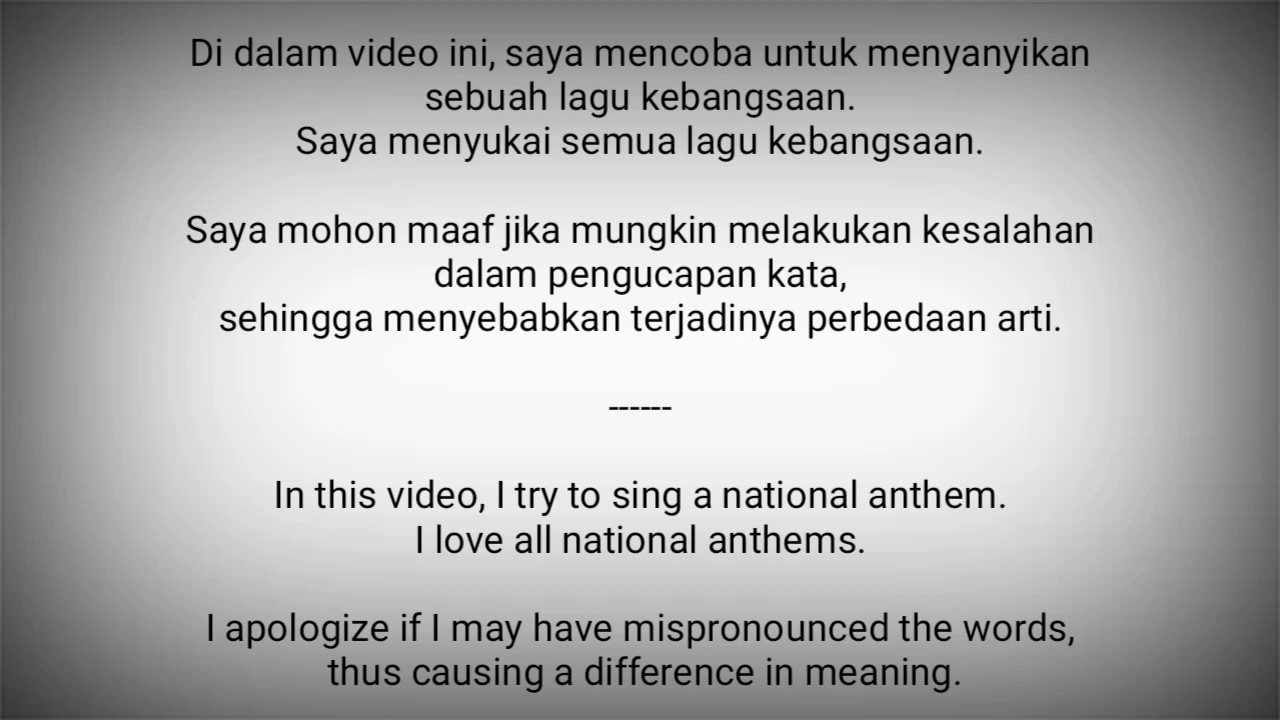 Di dalam video ini, saya mencoba untuk menyanyikan
sebuah lagu kebangsaan.
Saya menyukai semua lagu kebangsaan.
Saya mohon maaf jika mungkin melakukan kesalahan
dalam pengucapan kata,
sehingga menyebabkan terjadinya perbedaan arti.
------
In this video, I try to sing a national anthem.
I love all national anthems.
I apologize if I may have mispronounced the words,
thus causing a difference in meaning.